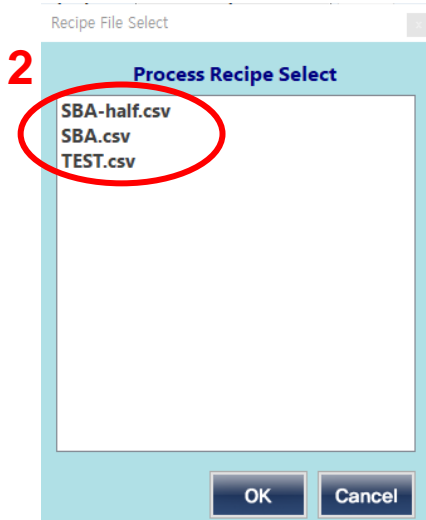 Recipe File Select
x
2
Process Recipe Select
SBA-half.csv
SBA.csv
TEST.csv
OK
Cancel